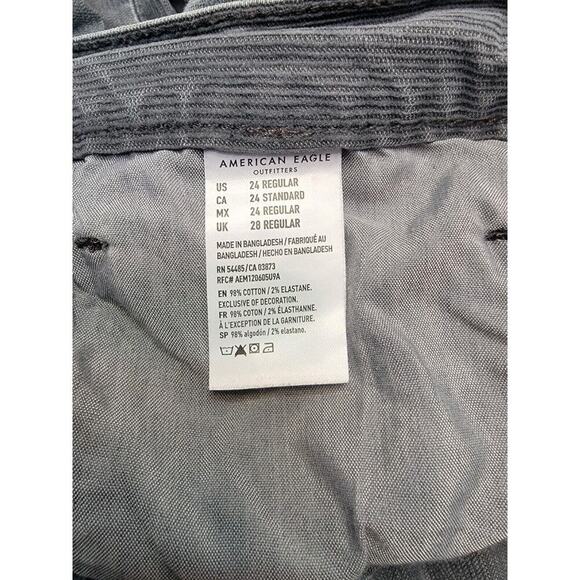 AMERICAN EAGLE
OUTFITTERS
US 24 REGULAR
CA 24 STANDARD
MX 24 REGULAR
UK 28 REGULAR
MADE IN BANGLADESH / FABRIQUÉ AU
BANGLADESH / HECHO EN BANGLADESH
RN 54485/CA 03873
RFC# AEM120605U9A
EN 98% COTTON / 2% ELASTANE.
EXCLUSIVE OF DECORATION.
FR 98% COTON / 2% ÉLASTHANNE.
À L'EXCEPTION DE LA GARNITURE.
SP 98% algodón / 2% elastano.